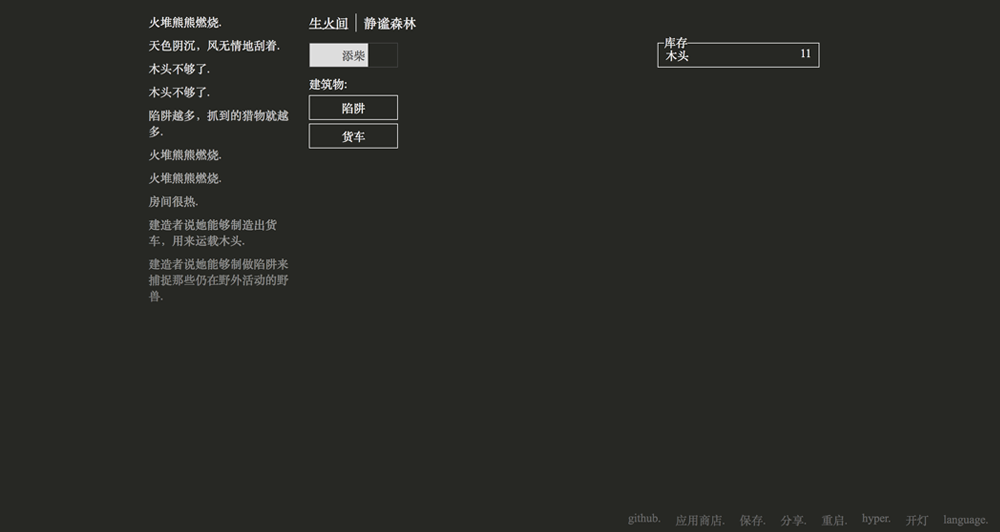 火堆熊熊燃烧.
天色阴沉，风无情地刮着.
木头不够了.
木头不够了.
陷阱越多，抓到的猎物就越
多.
火堆熊熊燃烧.
火堆熊熊燃烧.
房间很热.
建造者说她能够制造出货
车，用来运载木头.
建造者说她能够制做陷阱来
捕捉那些仍在野外活动的野
兽.
生火间 静谧森林
添柴
建筑物:
陷阱
货车
库存
木头 11
github. 应用商店. 保存. 分享. 重启. hyper. 开灯 language.